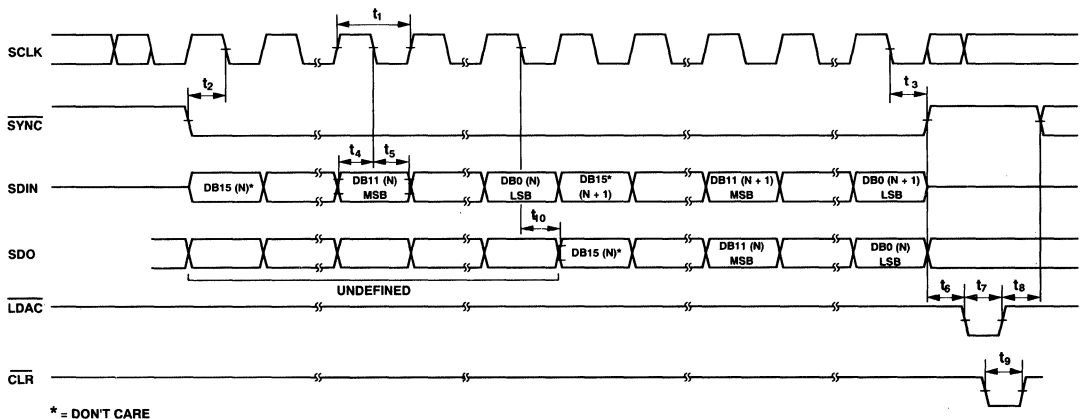 t1
SCLK
t2
t3
SYNC
t4 t5
SDIN
DB15 (N)*
DB11 (N)
MSB
DB0 (N)
LSB
DB15*
(N + 1)
DB11 (N + 1)
MSB
DB0 (N + 1)
LSB
t10
SDO
DB15 (N)*
DB11 (N)
MSB
DB0 (N)
LSB
UNDEFINED
t6 t7 t8
LDAC
t9
CLR
* = DON'T CARE